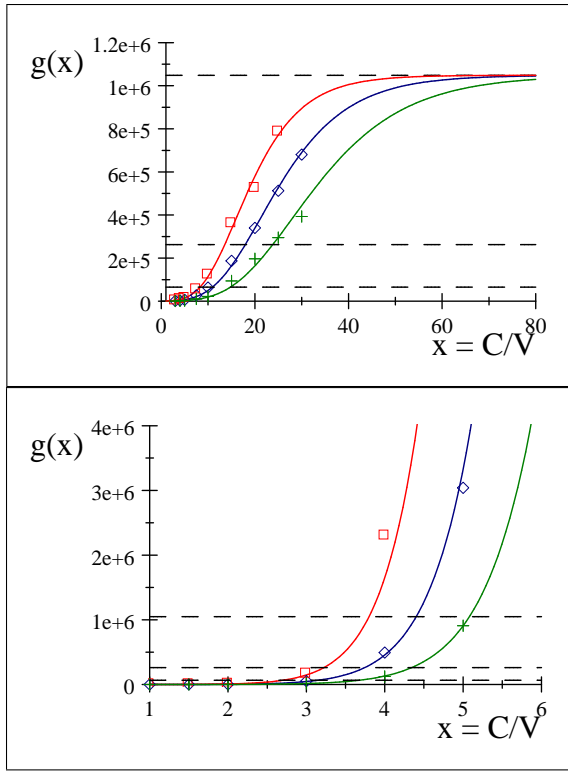 g(x)
1.2e+6
1e+6
8e+5
6e+5
4e+5
2e+5
0
0 20 40 60 80
x = C/V
g(x)
4e+6
3e+6
2e+6
1e+6
0
1 2 3 4 5 6
x = C/V